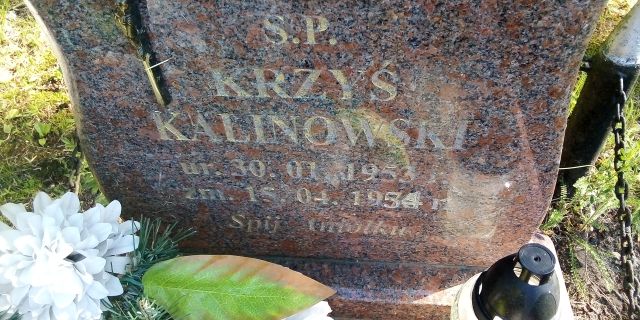 S.P.
KRZYŚ
KALINOWSKI
ur. 30. 01. 1953 r.
zm. 15. 04. 1954 r.
Śpij Aniołku